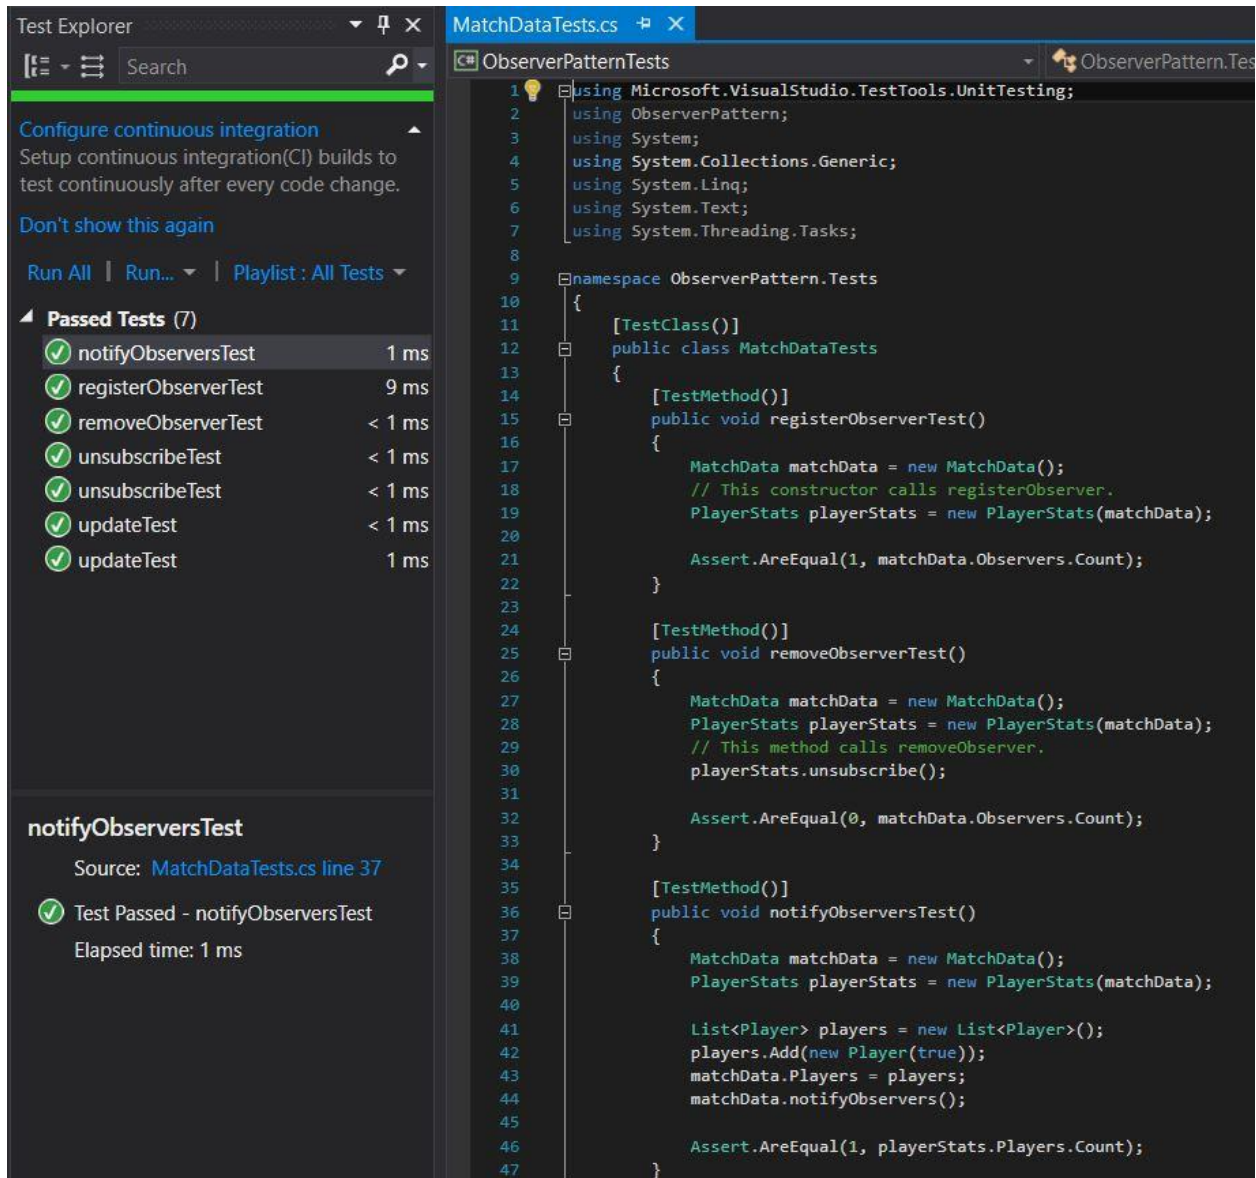 Test Explorer
Search
Configure continuous integration
Setup continuous integration(CI) builds to
test continuously after every code change.
Don't show this again
Run All | Run... | Playlist : All Tests
Passed Tests (7)
notifyObserversTest 1 ms
registerObserverTest 9 ms
removeObserverTest < 1 ms
unsubscribeTest < 1 ms
unsubscribeTest < 1 ms
updateTest < 1 ms
updateTest 1 ms
notifyObserversTest
Source: MatchDataTests.cs line 37
Test Passed - notifyObserversTest
Elapsed time: 1 ms
MatchDataTests.cs
C# ObserverPatternTests ObserverPattern.Tes
1 using Microsoft.VisualStudio.TestTools.UnitTesting;
2 using ObserverPattern;
3 using System;
4 using System.Collections.Generic;
5 using System.Linq;
6 using System.Text;
7 using System.Threading.Tasks;
8
9 namespace ObserverPattern.Tests
10 {
11 [TestClass()]
12 public class MatchDataTests
13 {
14 [TestMethod()]
15 public void registerObserverTest()
16 {
17 MatchData matchData = new MatchData();
18 // This constructor calls registerObserver.
19 PlayerStats playerStats = new PlayerStats(matchData);
20
21 Assert.AreEqual(1, matchData.Observers.Count);
22 }
23
24 [TestMethod()]
25 public void removeObserverTest()
26 {
27 MatchData matchData = new MatchData();
28 PlayerStats playerStats = new PlayerStats(matchData);
29 // This method calls removeObserver.
30 playerStats.unsubscribe();
31
32 Assert.AreEqual(0, matchData.Observers.Count);
33 }
34
35 [TestMethod()]
36 public void notifyObserversTest()
37 {
38 MatchData matchData = new MatchData();
39 PlayerStats playerStats = new PlayerStats(matchData);
40
41 List<Player> players = new List<Player>();
42 players.Add(new Player(true));
43 matchData.Players = players;
44 matchData.notifyObservers();
45
46 Assert.AreEqual(1, playerStats.Players.Count);
47 }